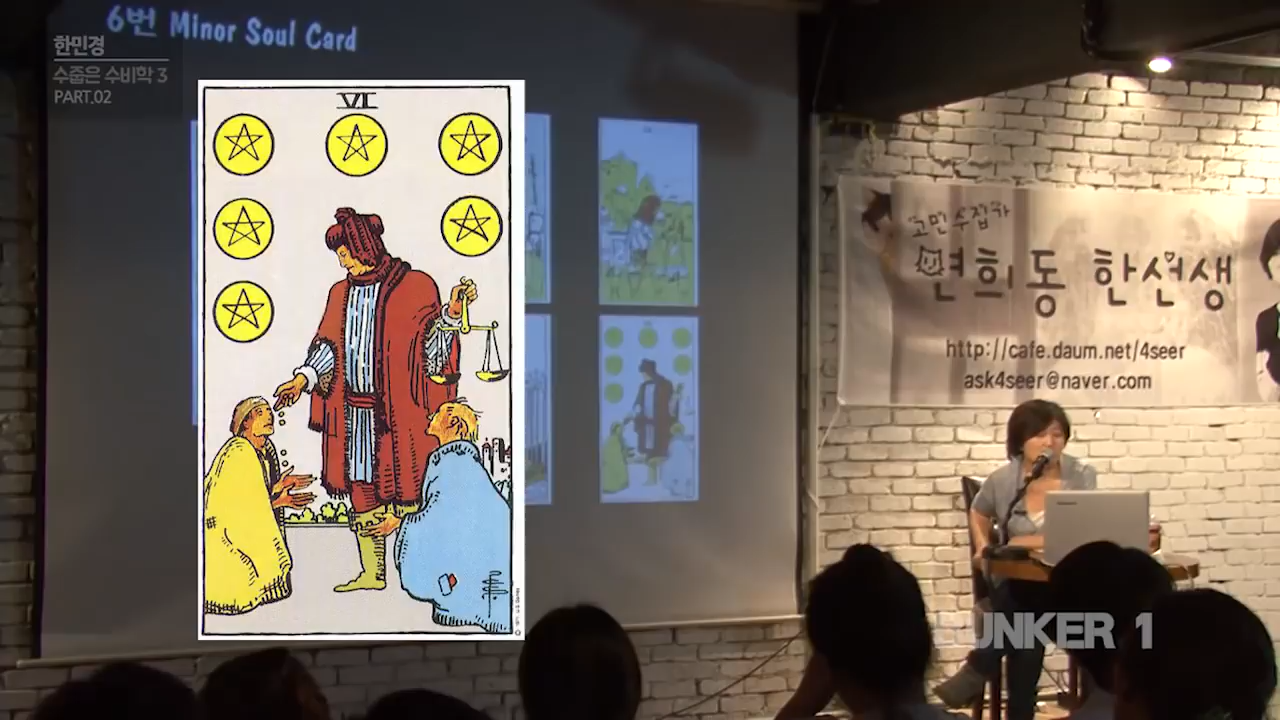 6번 Minor Soul Card
한민경
수줍은 수비학 3
PART.02
VI
고민 수집가
연희동 한선생
http://cafe.daum.net/4seer
ask4seer@naver.com
BUNKER 1